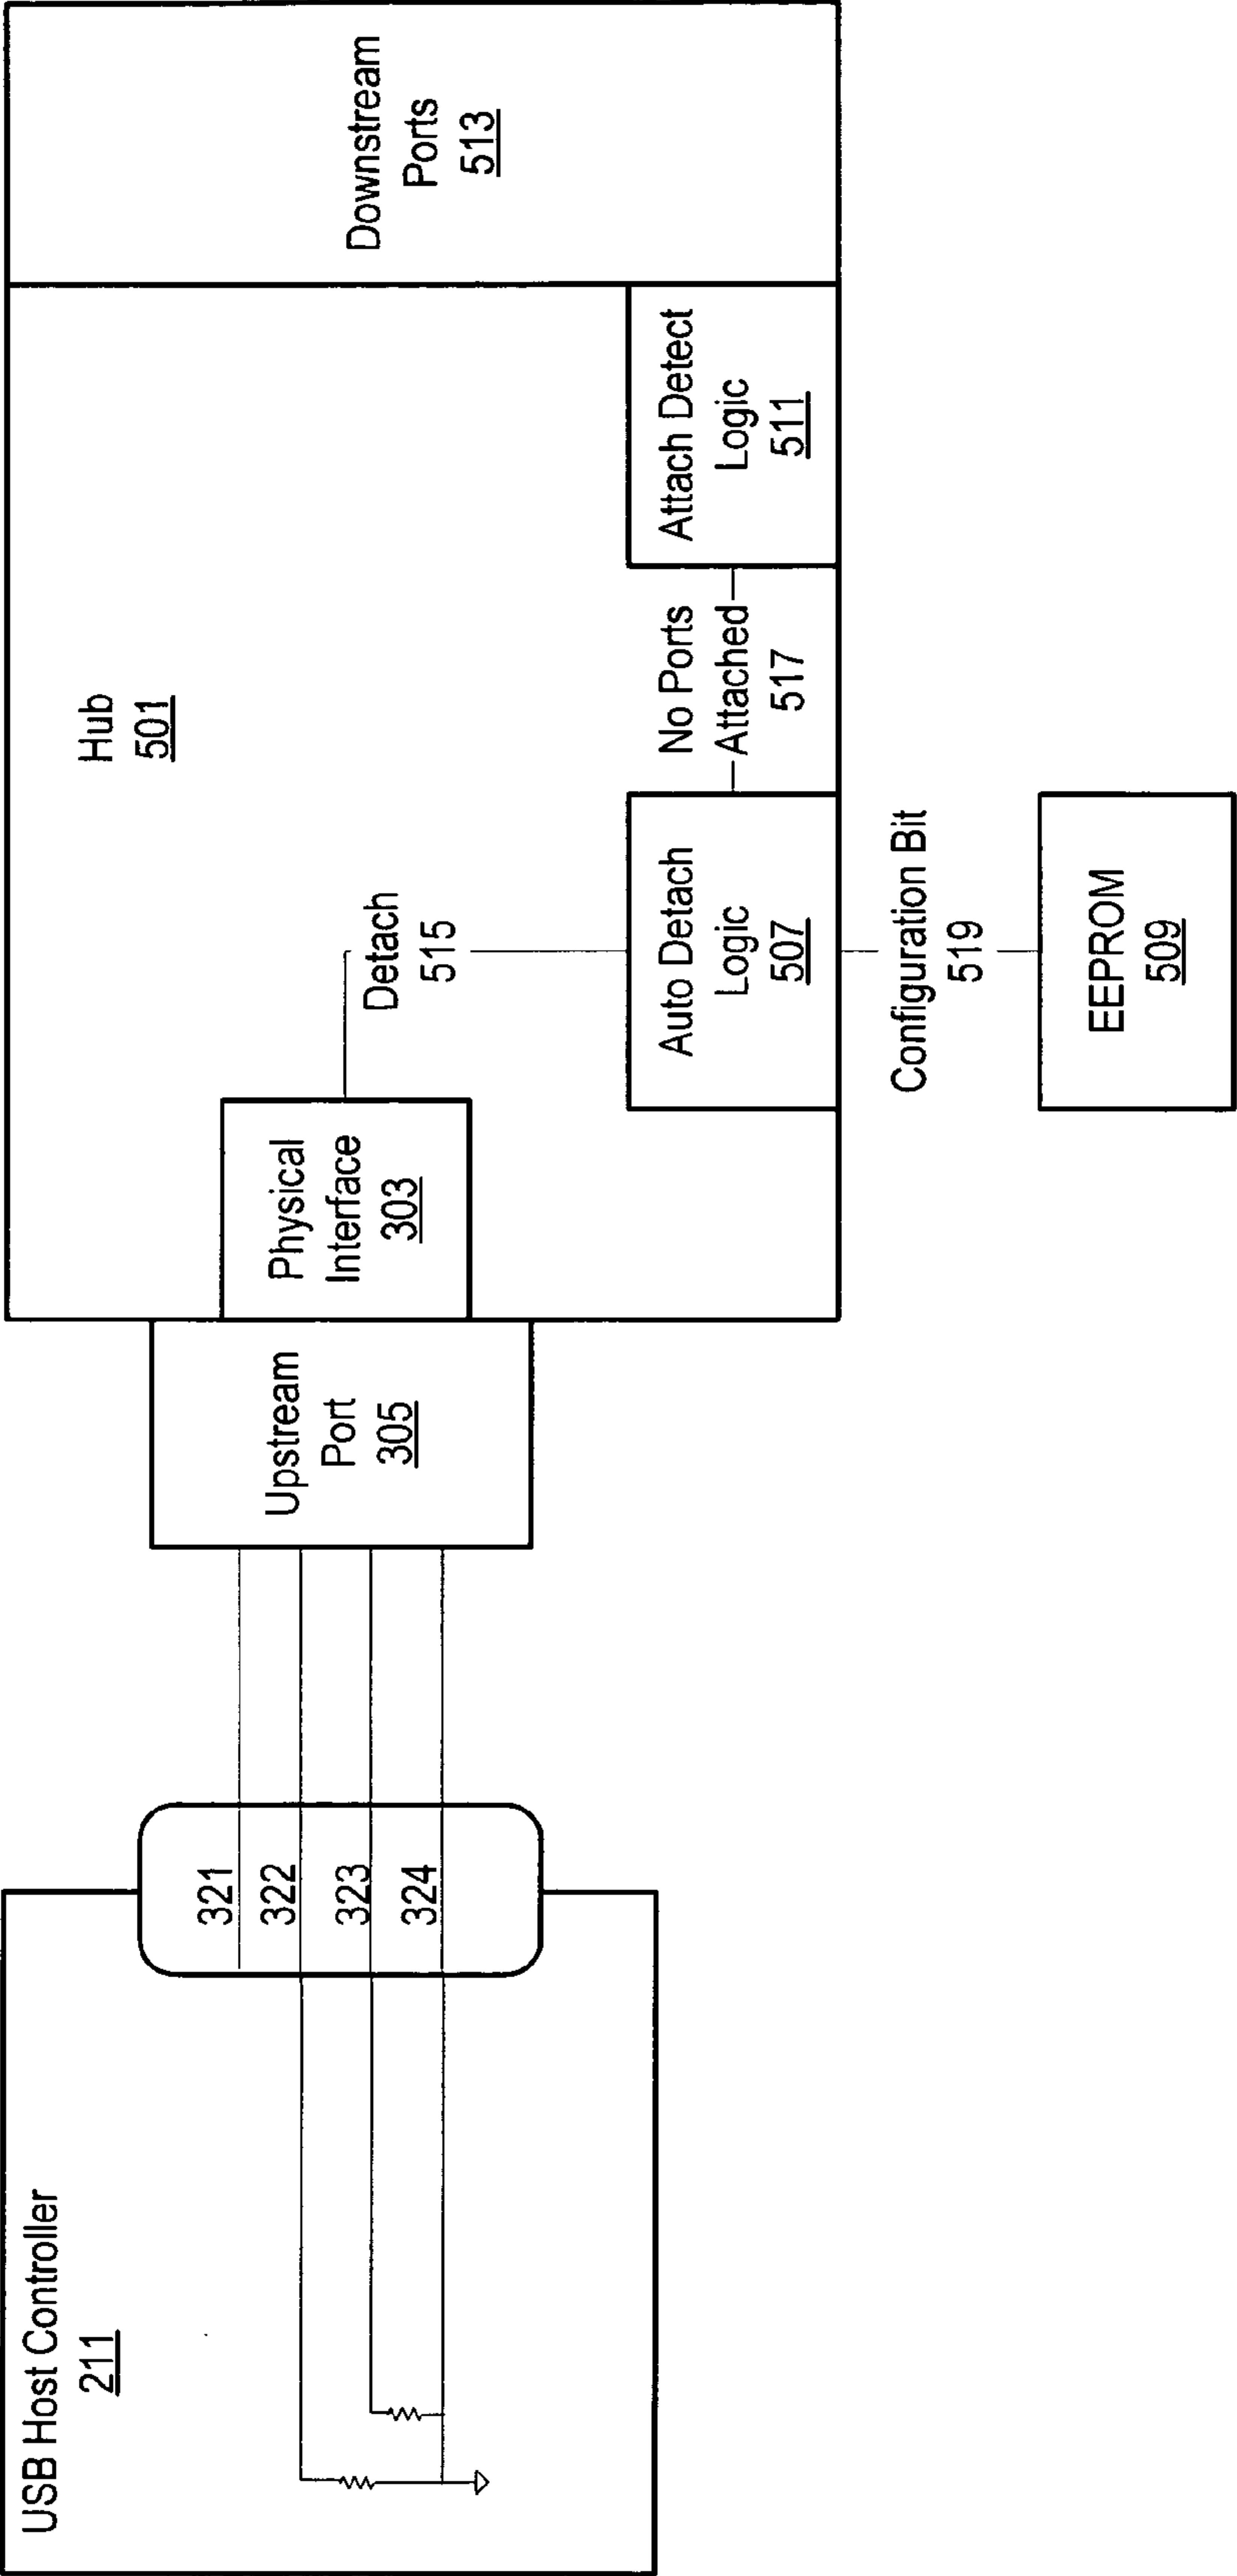 USB Host Controller
211
321
322
323
324
Upstream
Port
305
Physical
Interface
303
Hub
501
Detach
515
Auto Detach
Logic
507
No Ports
Attached
517
Attach Detect
Logic
511
Downstream
Ports
513
Configuration Bit
519
EEPROM
509